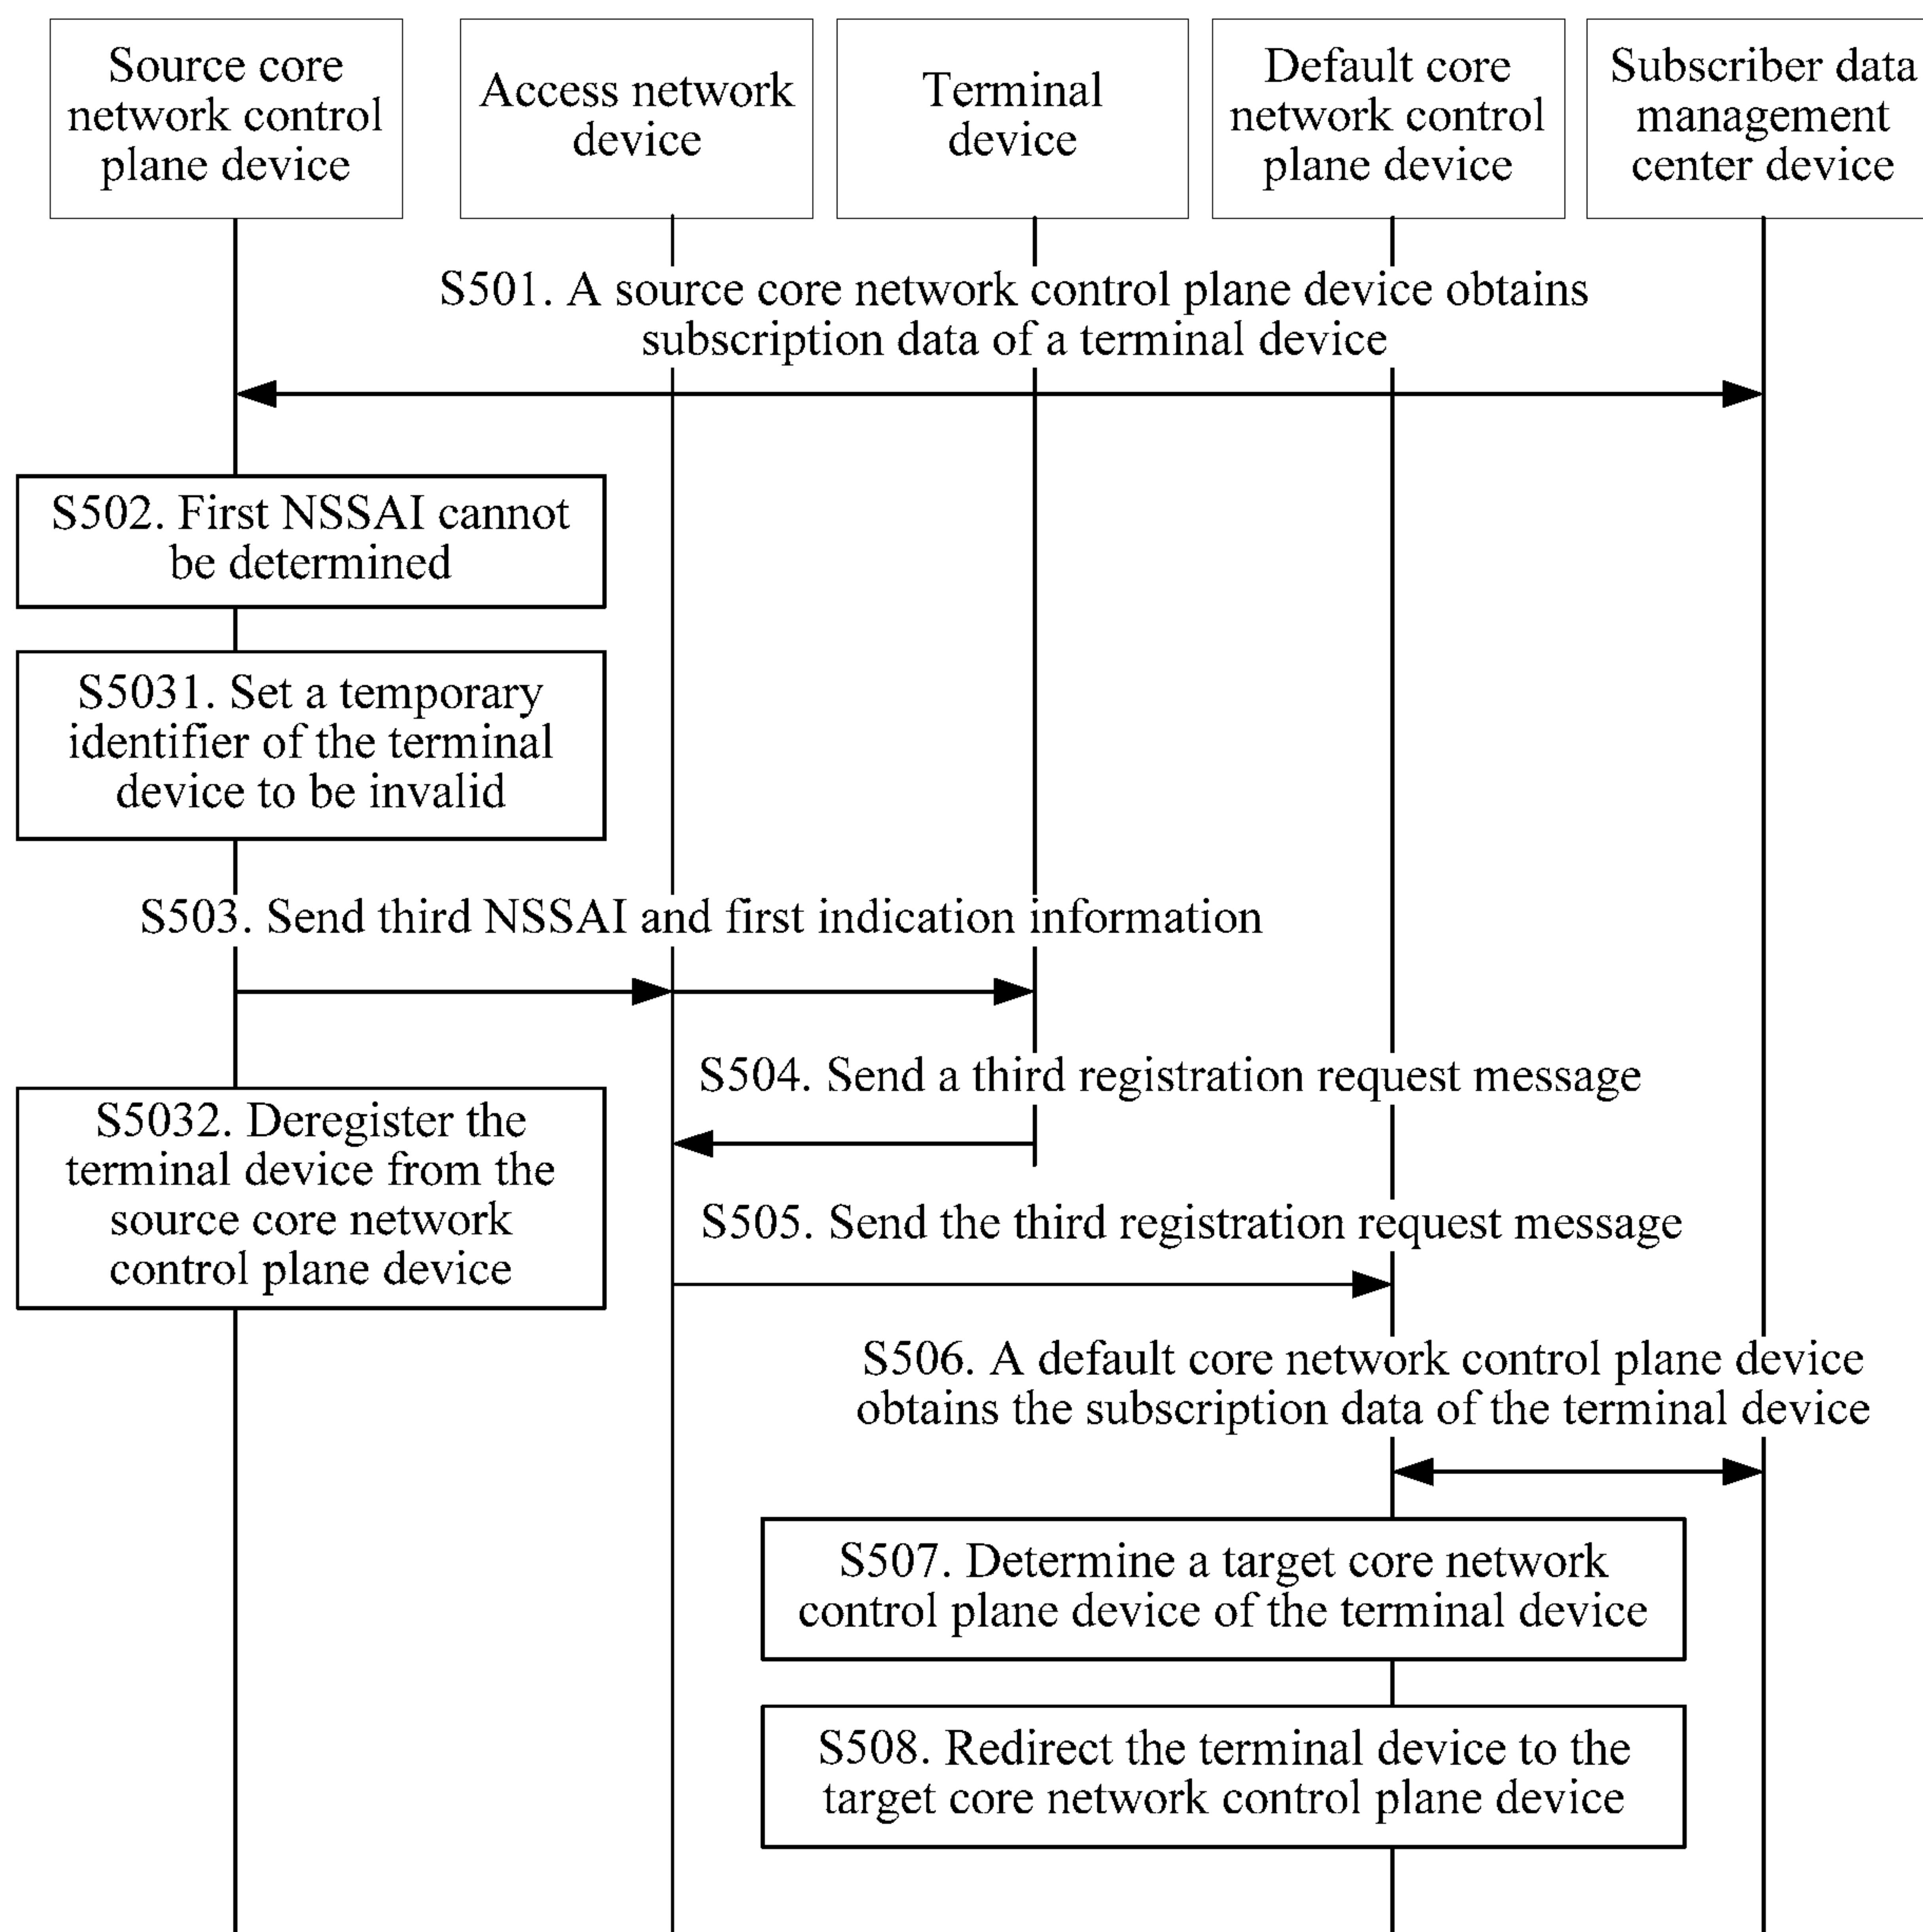 Source core
network control
plane device
Access network
device
Terminal
device
Default core
network control
plane device
Subscriber data
management
center device
S501. A source core network control plane device obtains
subscription data of a terminal device
S502. First NSSAI cannot
be determined
S5031. Set a temporary
identifier of the terminal
device to be invalid
S503. Send third NSSAI and first indication information
S504. Send a third registration request message
S5032. Deregister the
terminal device from the
source core network
control plane device
S505. Send the third registration request message
S506. A default core network control plane device
obtains the subscription data of the terminal device
S507. Determine a target core network
control plane device of the terminal device
S508. Redirect the terminal device to the
target core network control plane device